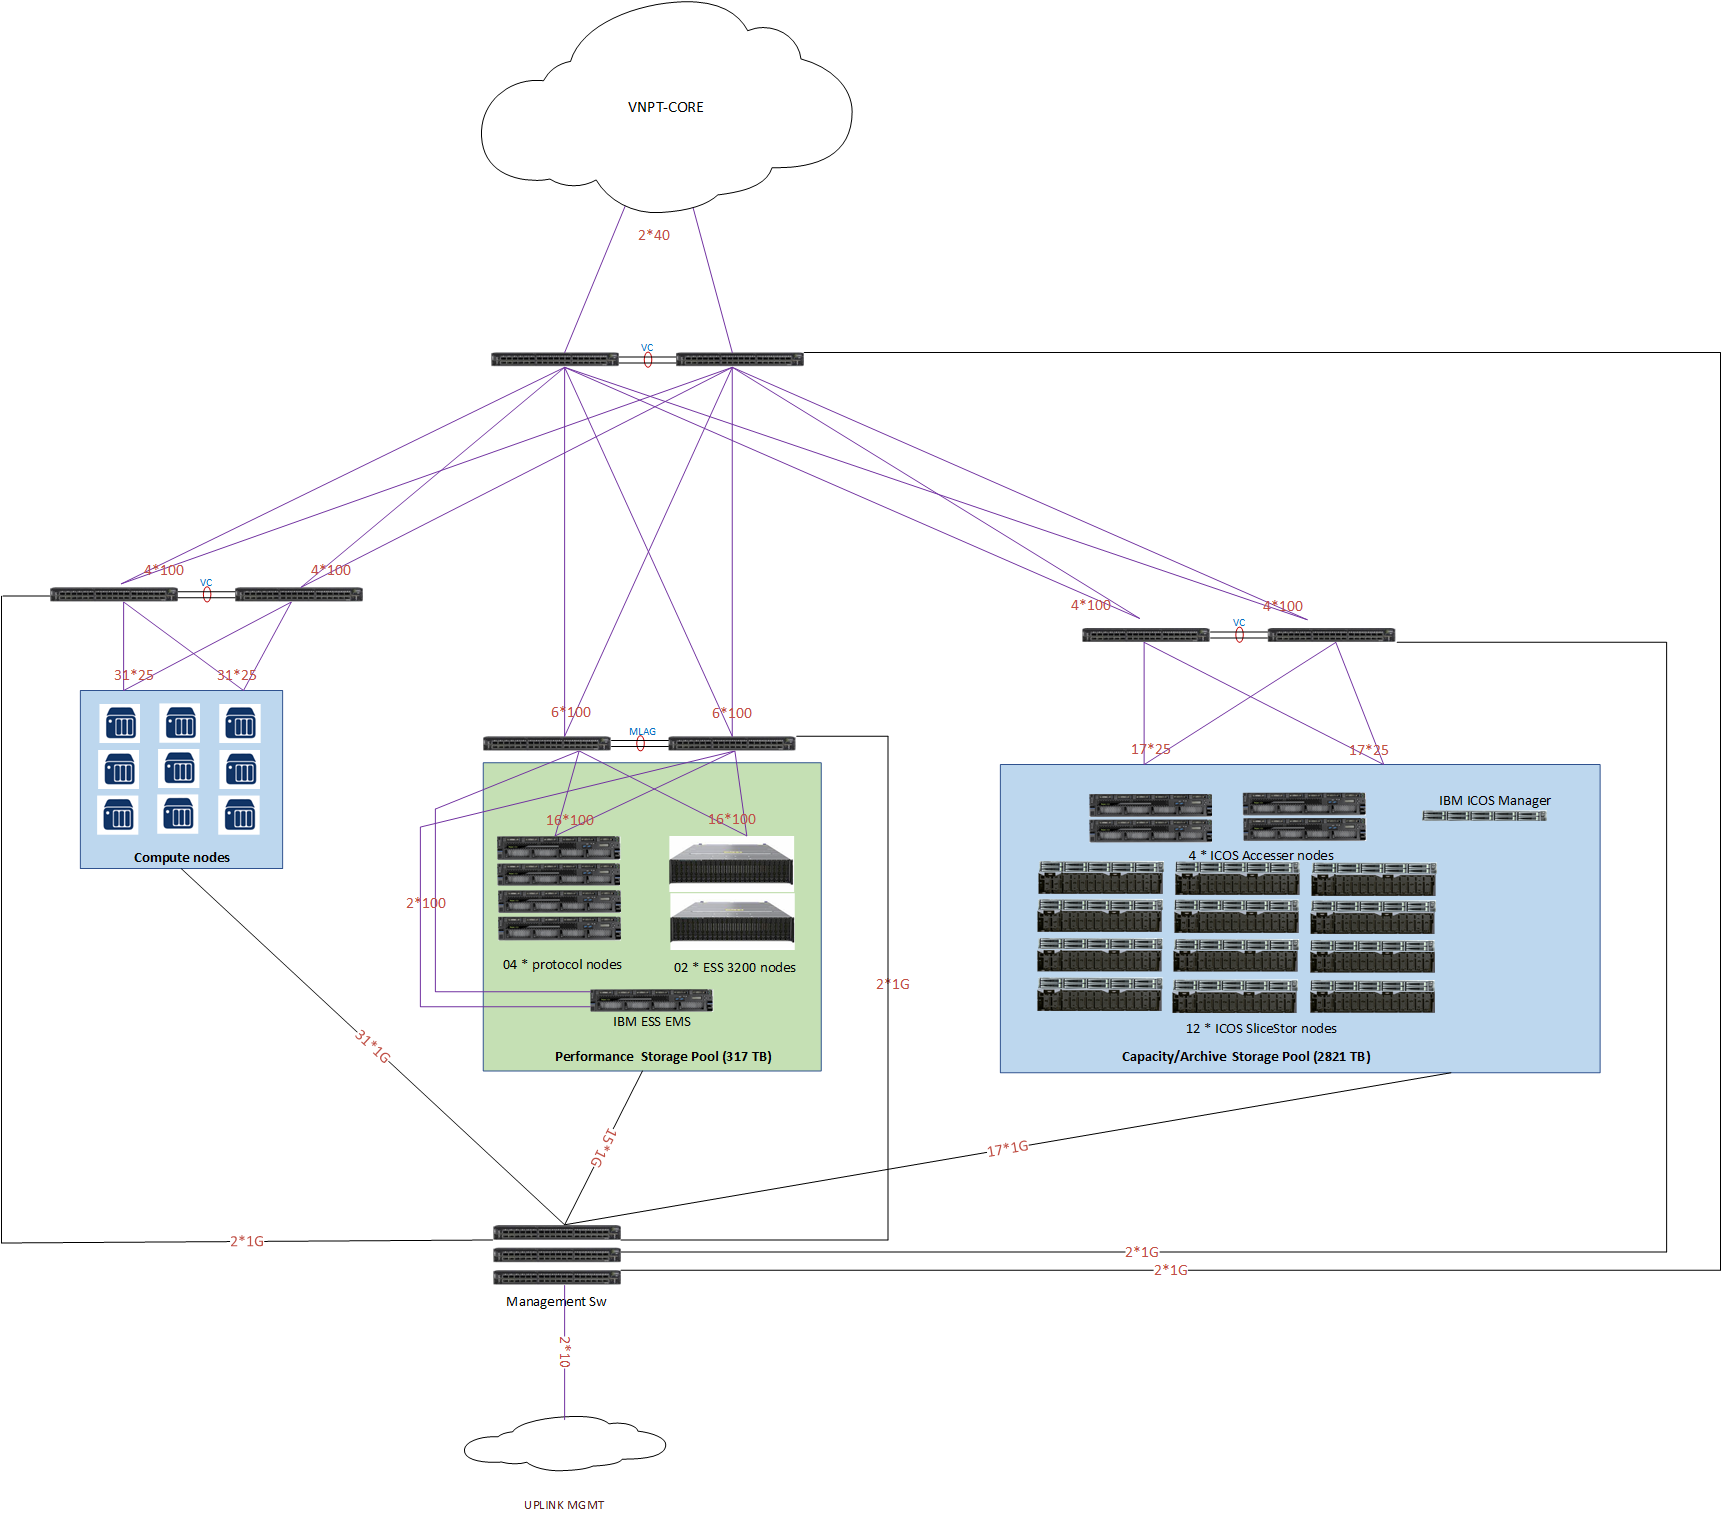 VNPT-CORE
2*40
VC
4*100
4*100
VC
4*100
4*100
VC
31*25
31*25
6*100
6*100
MLAG
17*25
17*25
IBM ICOS Manager
16*100
16*100
4 * ICOS Accesser nodes
Compute nodes
2*100
04 * protocol nodes
02 * ESS 3200 nodes
2*1G
IBM ESS EMS
12 * ICOS SliceStor nodes
31*1G
Performance Storage Pool (317 TB)
Capacity/Archive Storage Pool (2821 TB)
15*1G
17*1G
2*1G
2*1G
2*1G
Management Sw
2*10
UPLINK MGMT